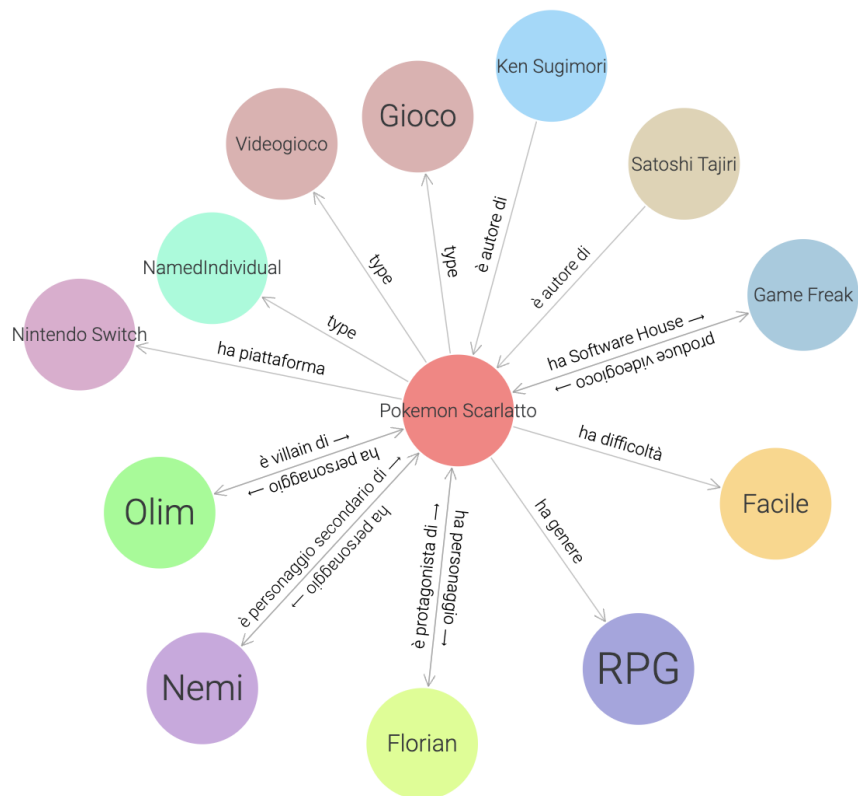 Ken Sugimori
Gioco
Videogioco
Satoshi Tajiri
è autore di
type
type
è autore di
NamedIndividual
Game Freak
type
Nintendo Switch
ha piattaforma
ha Software House →
produce videogioco →
Pokemon Scarlatto
è villain di →
ha personaggio →
ha difficoltà
Olim
Facile
è personaggio secondario di →
ha personaggio →
è protagonista di →
ha personaggio →
ha genere
Nemi
RPG
Florian